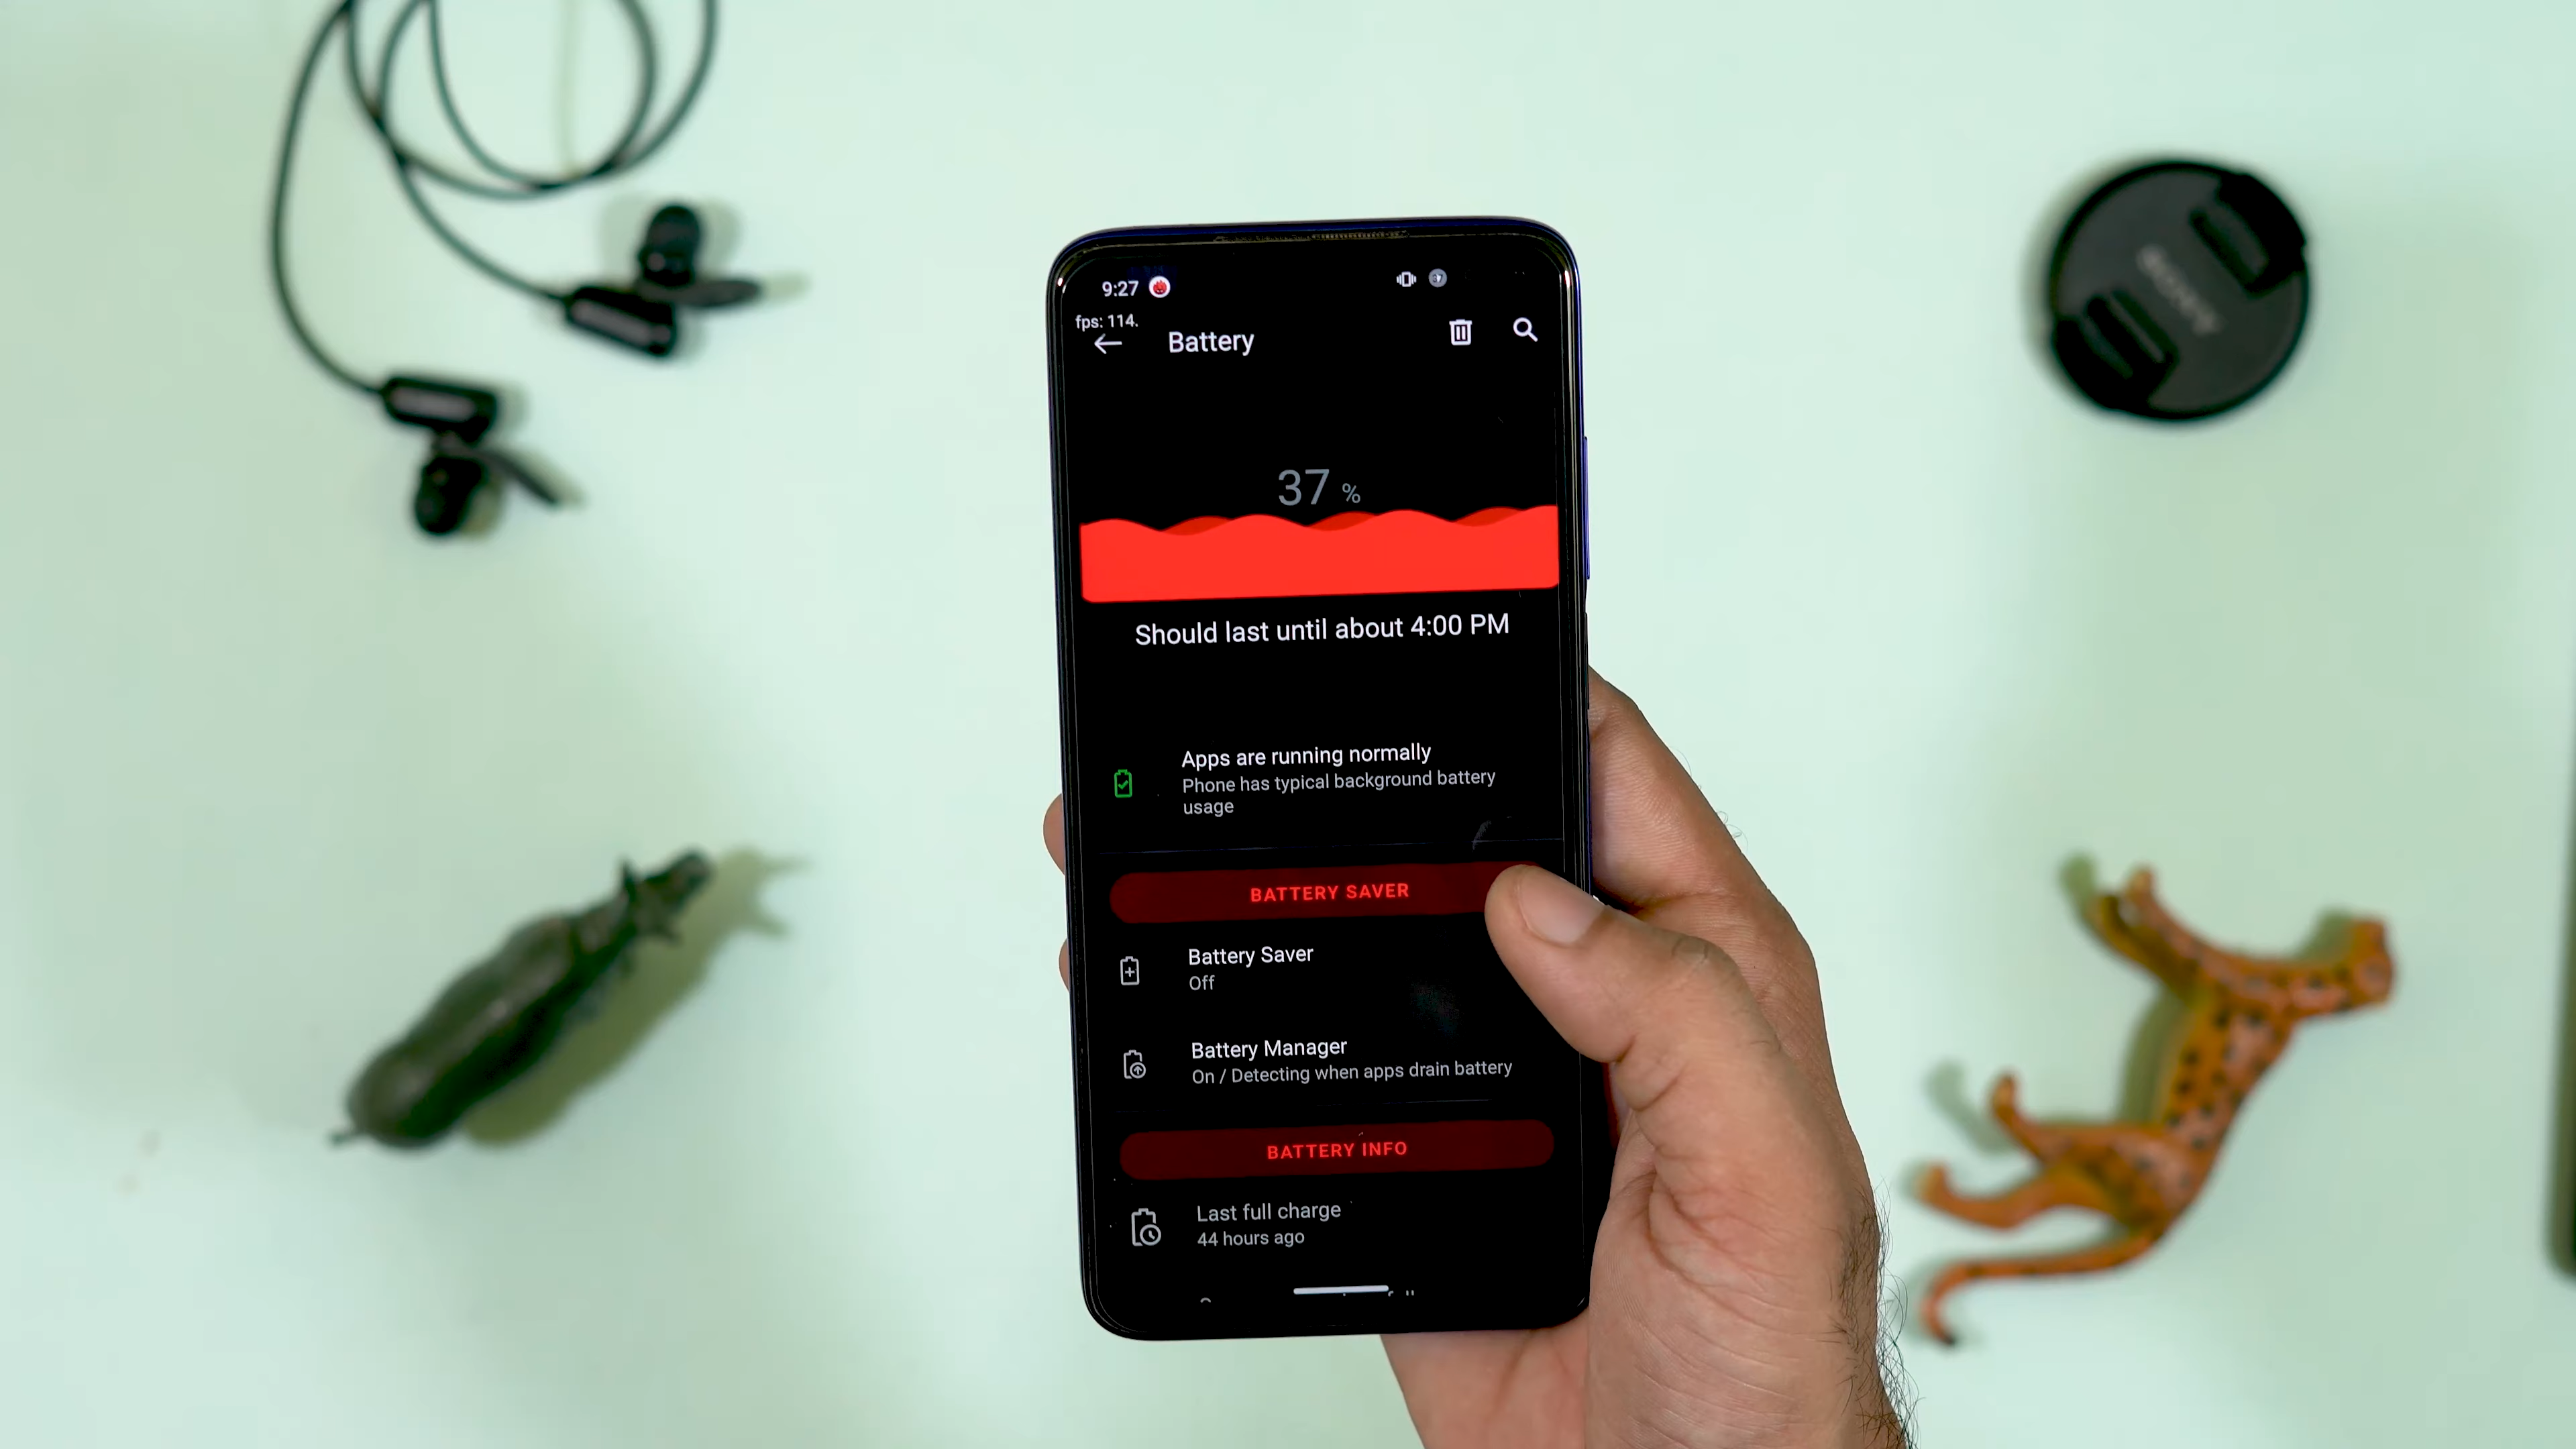 9:27
fps: 114.
Battery
37 %
Should last until about 4:00 PM
Apps are running normally
Phone has typical background battery
usage
BATTERY SAVER
Battery Saver
Off
Battery Manager
On / Detecting when apps drain battery
BATTERY INFO
Last full charge
44 hours ago
SONY